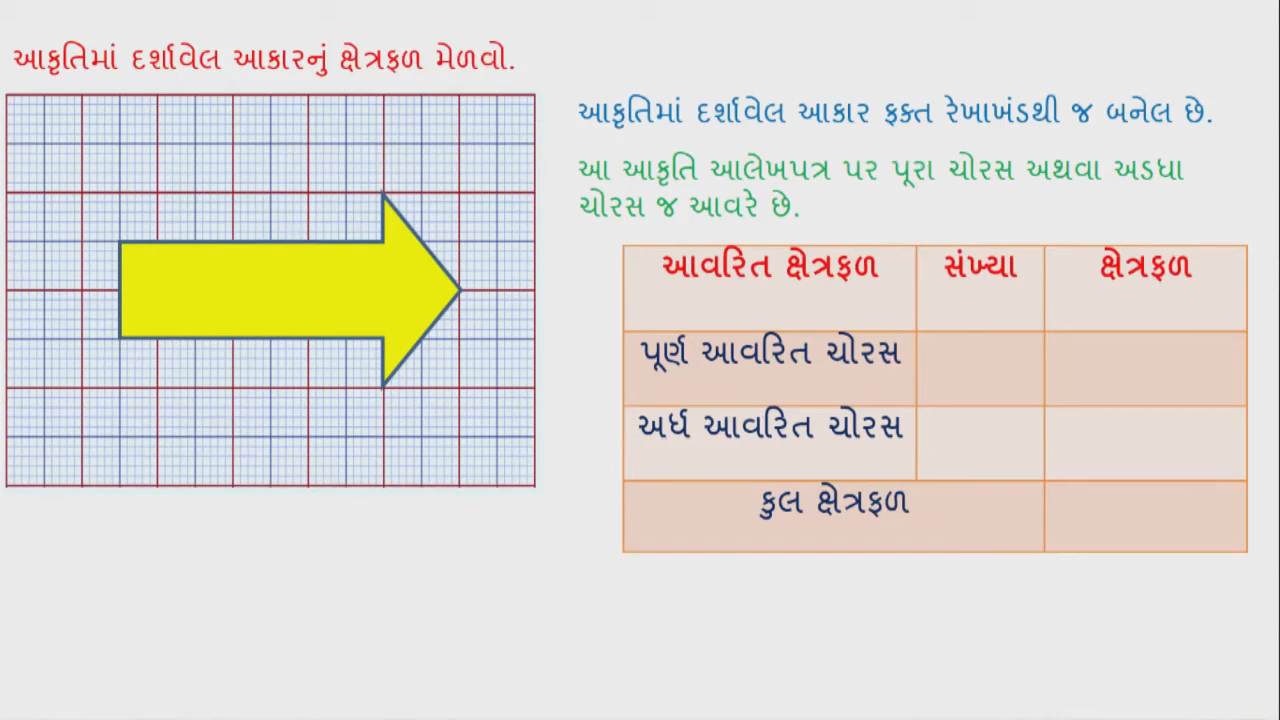 આકૃતિમાં દર્શાવેલ આકારનું ક્ષેત્રફળ મેળવો.
આકૃતિમાં દર્શાવેલ આકાર ફક્ત રેખાખંડથી જ બનેલ છે.
આ આકૃતિ આલેખપત્ર પર પૂરા ચોરસ અથવા અડધા
ચોરસ જ આવરે છે.
આવરિત ક્ષેત્રફળ સંખ્યા ક્ષેત્રફળ
પૂર્ણ આવરિત ચોરસ
અર્ધ આવરિત ચોરસ
કુલ ક્ષેત્રફળ